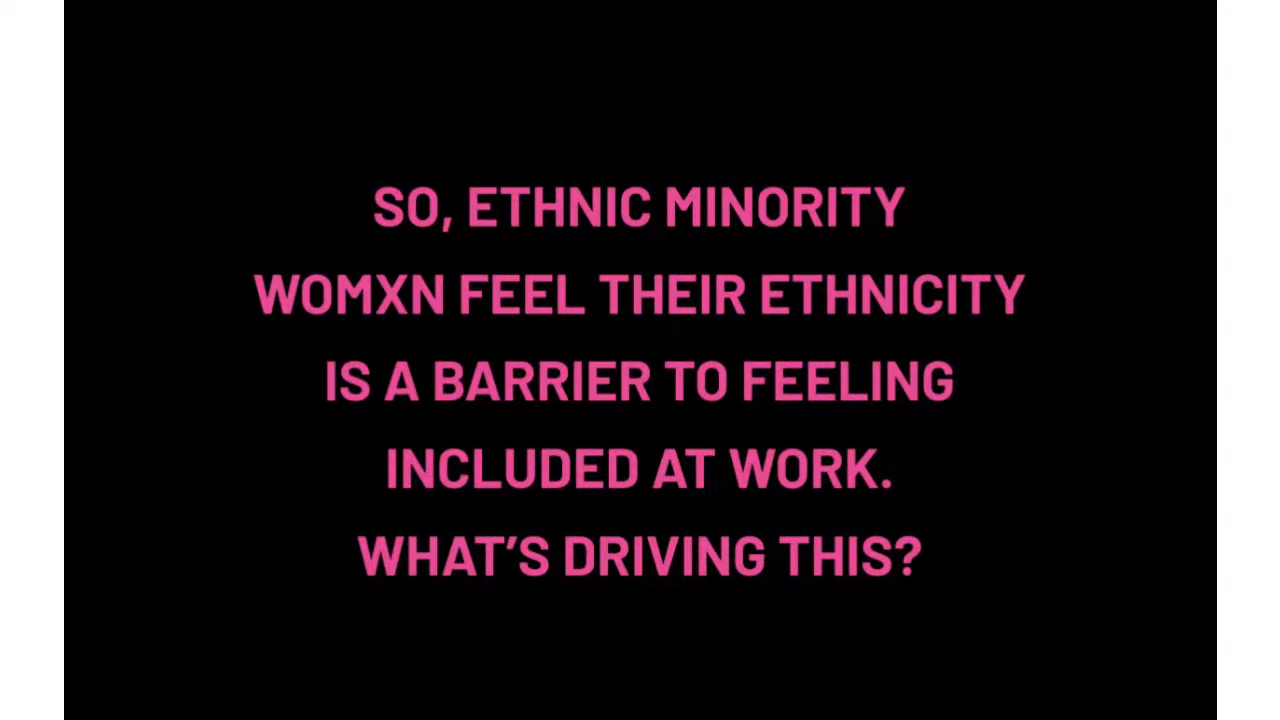 SO, ETHNIC MINORITY
WOMXN FEEL THEIR ETHNICITY
IS A BARRIER TO FEELING
INCLUDED AT WORK.
WHAT'S DRIVING THIS?